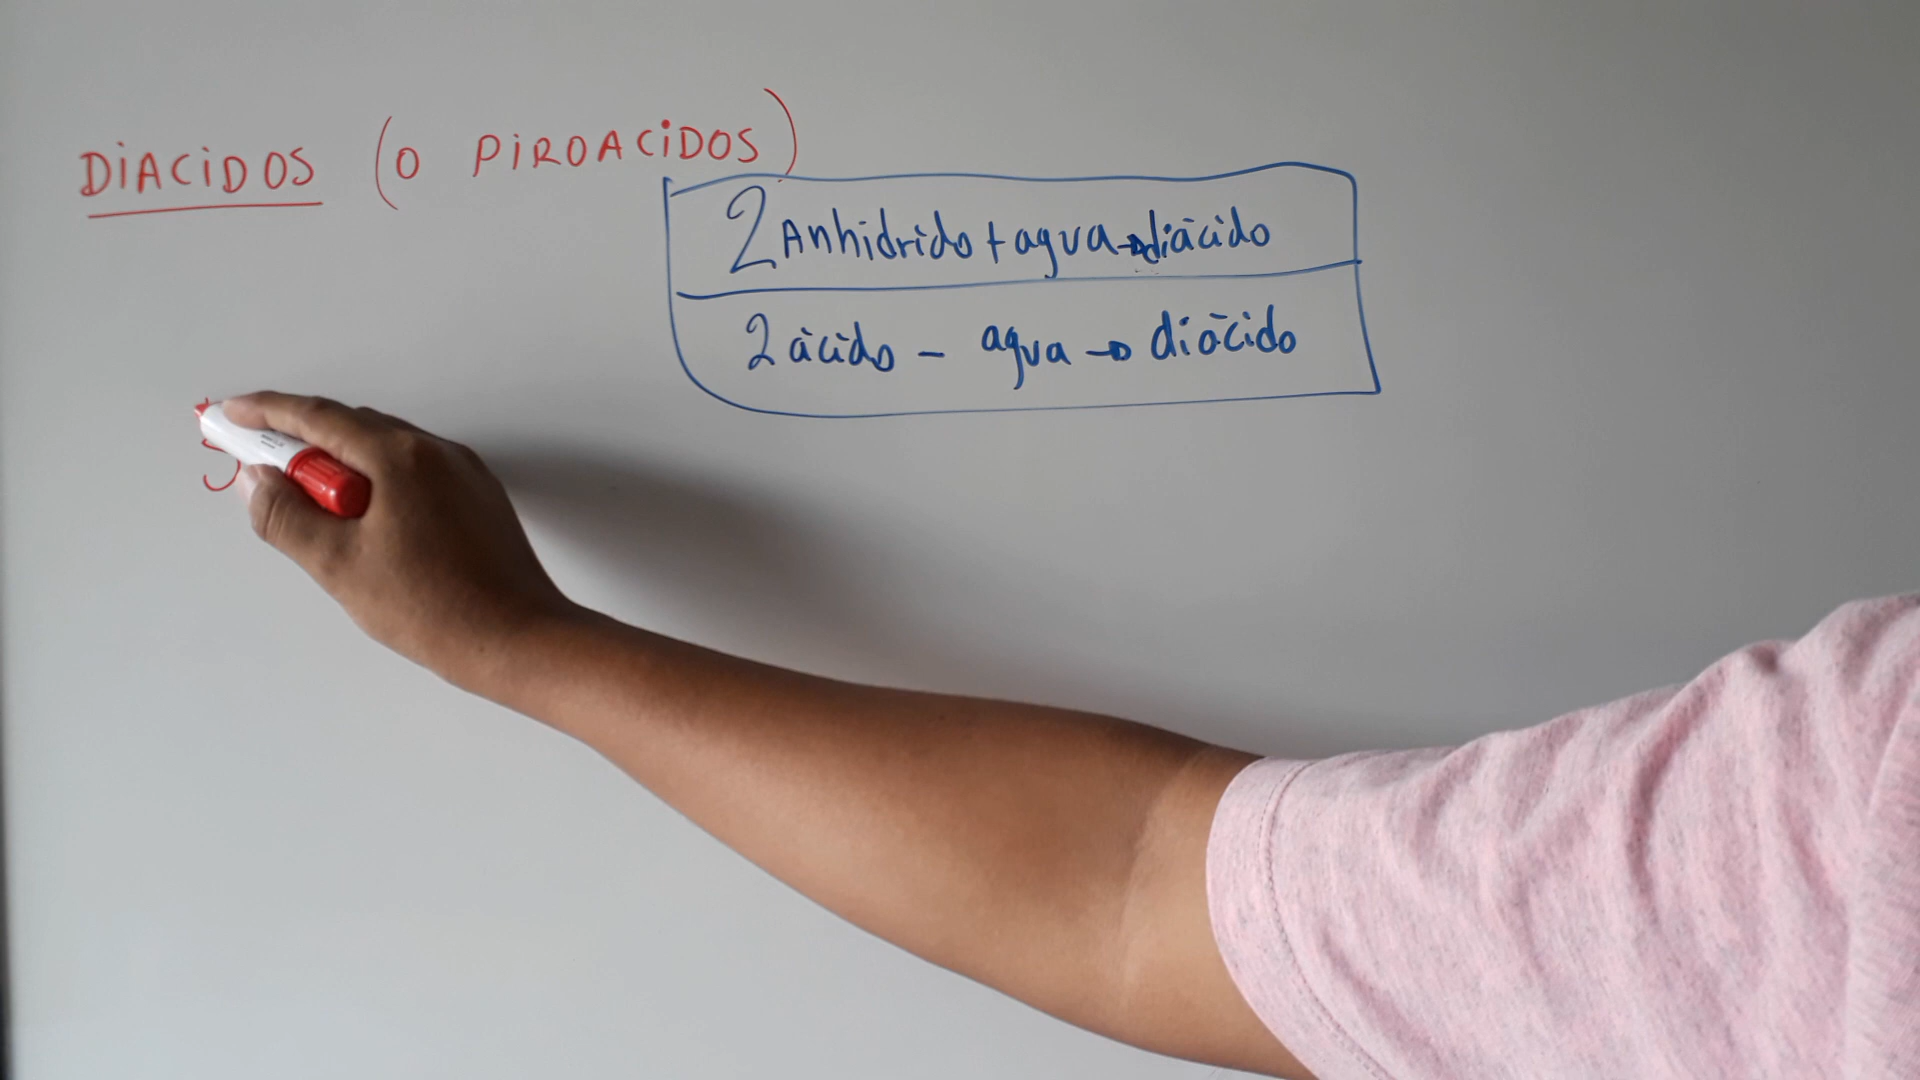 DiACiDOS (O PiROACiDOS)
2 Anhidrido + agua → diácido
2 ácido - agua → diácido